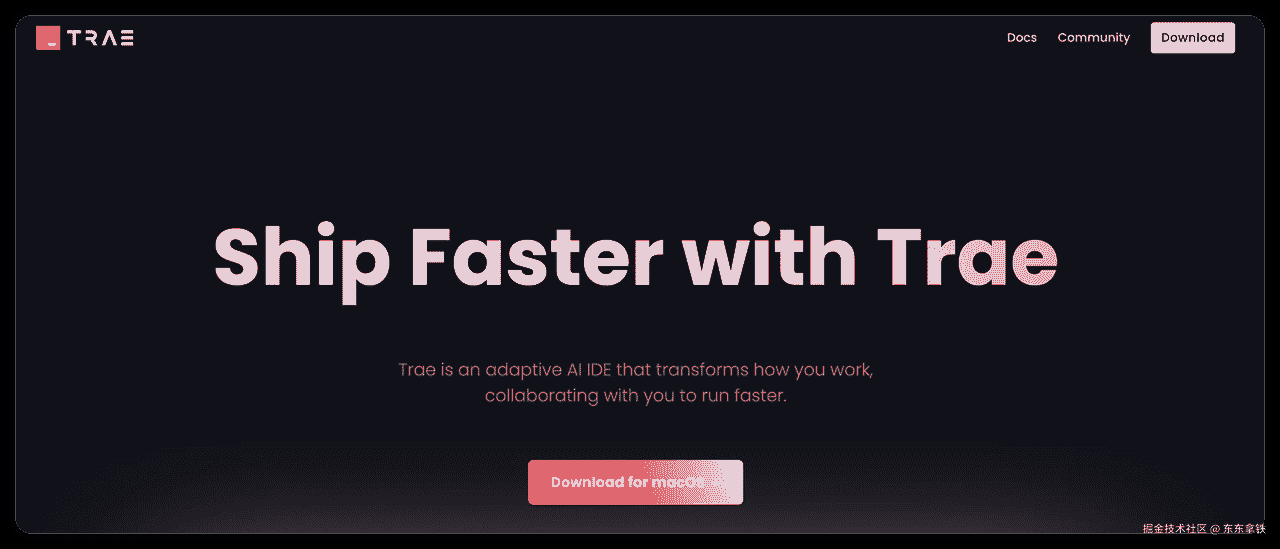 TRAE
Docs
Community
Download
Ship Faster with Trae
Trae is an adaptive AI IDE that transforms how you work,
collaborating with you to run faster.
Download for macOS
掘金技术社区 @ 东东拿铁